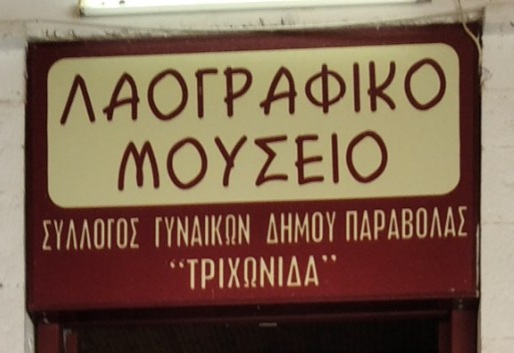 ΛΑΟΓΡΑΦΙΚΟ
ΜΟΥΣΕΙΟ
ΣΥΛΛΟΓΟΣ ΓΥΝΑΙΚΩΝ ΔΗΜΟΥ ΠΑΡΑΒΟΛΑΣ
"ΤΡΙΧΩΝΙΔΑ"